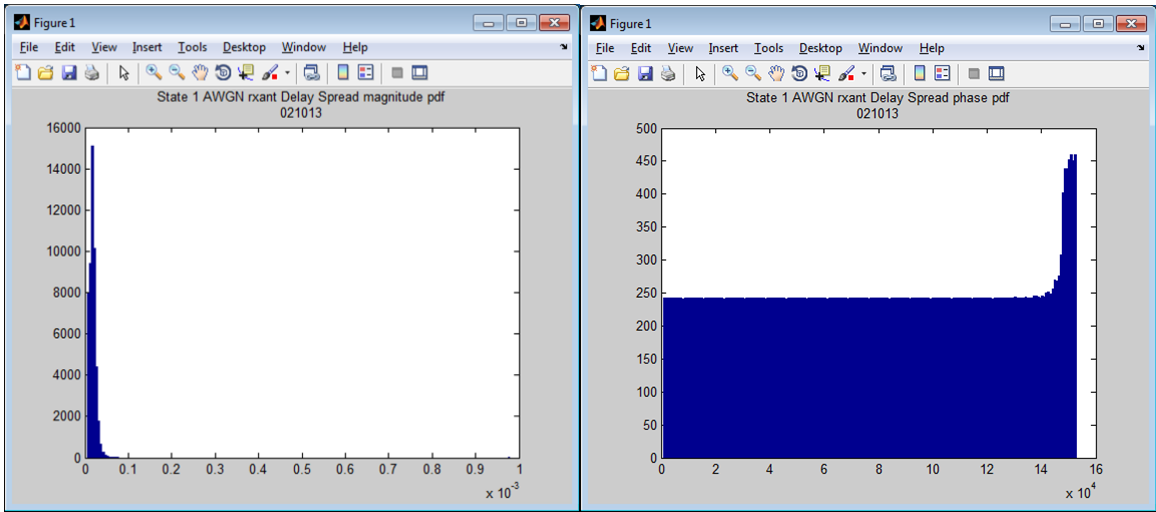 Figure 1
File Edit View Insert Tools Desktop Window Help
State 1 AWGN rxant Delay Spread magnitude pdf
021013
16000
14000
12000
10000
8000
6000
4000
2000
0
0 0.1 0.2 0.3 0.4 0.5 0.6 0.7 0.8 0.9 1
x 10^-3
Figure 1
File Edit View Insert Tools Desktop Window Help
State 1 AWGN rxant Delay Spread phase pdf
021013
500
450
400
350
300
250
200
150
100
50
0
0 2 4 6 8 10 12 14 16
x 10^4